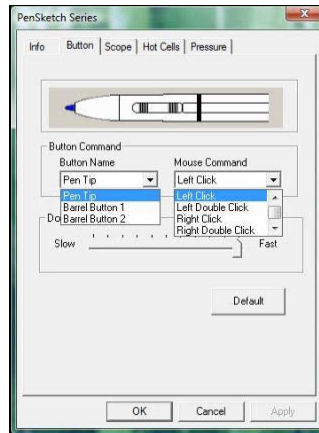 PenSketch Series
Info Button Scope Hot Cells Pressure
Button Command
Button Name Mouse Command
Pen Tip Left Click
Pen Tip Left Click
Barrel Button 1 Left Double Click
Barrel Button 2 Right Click
Right Double Click
Do
Slow Fast
Default
OK Cancel Apply